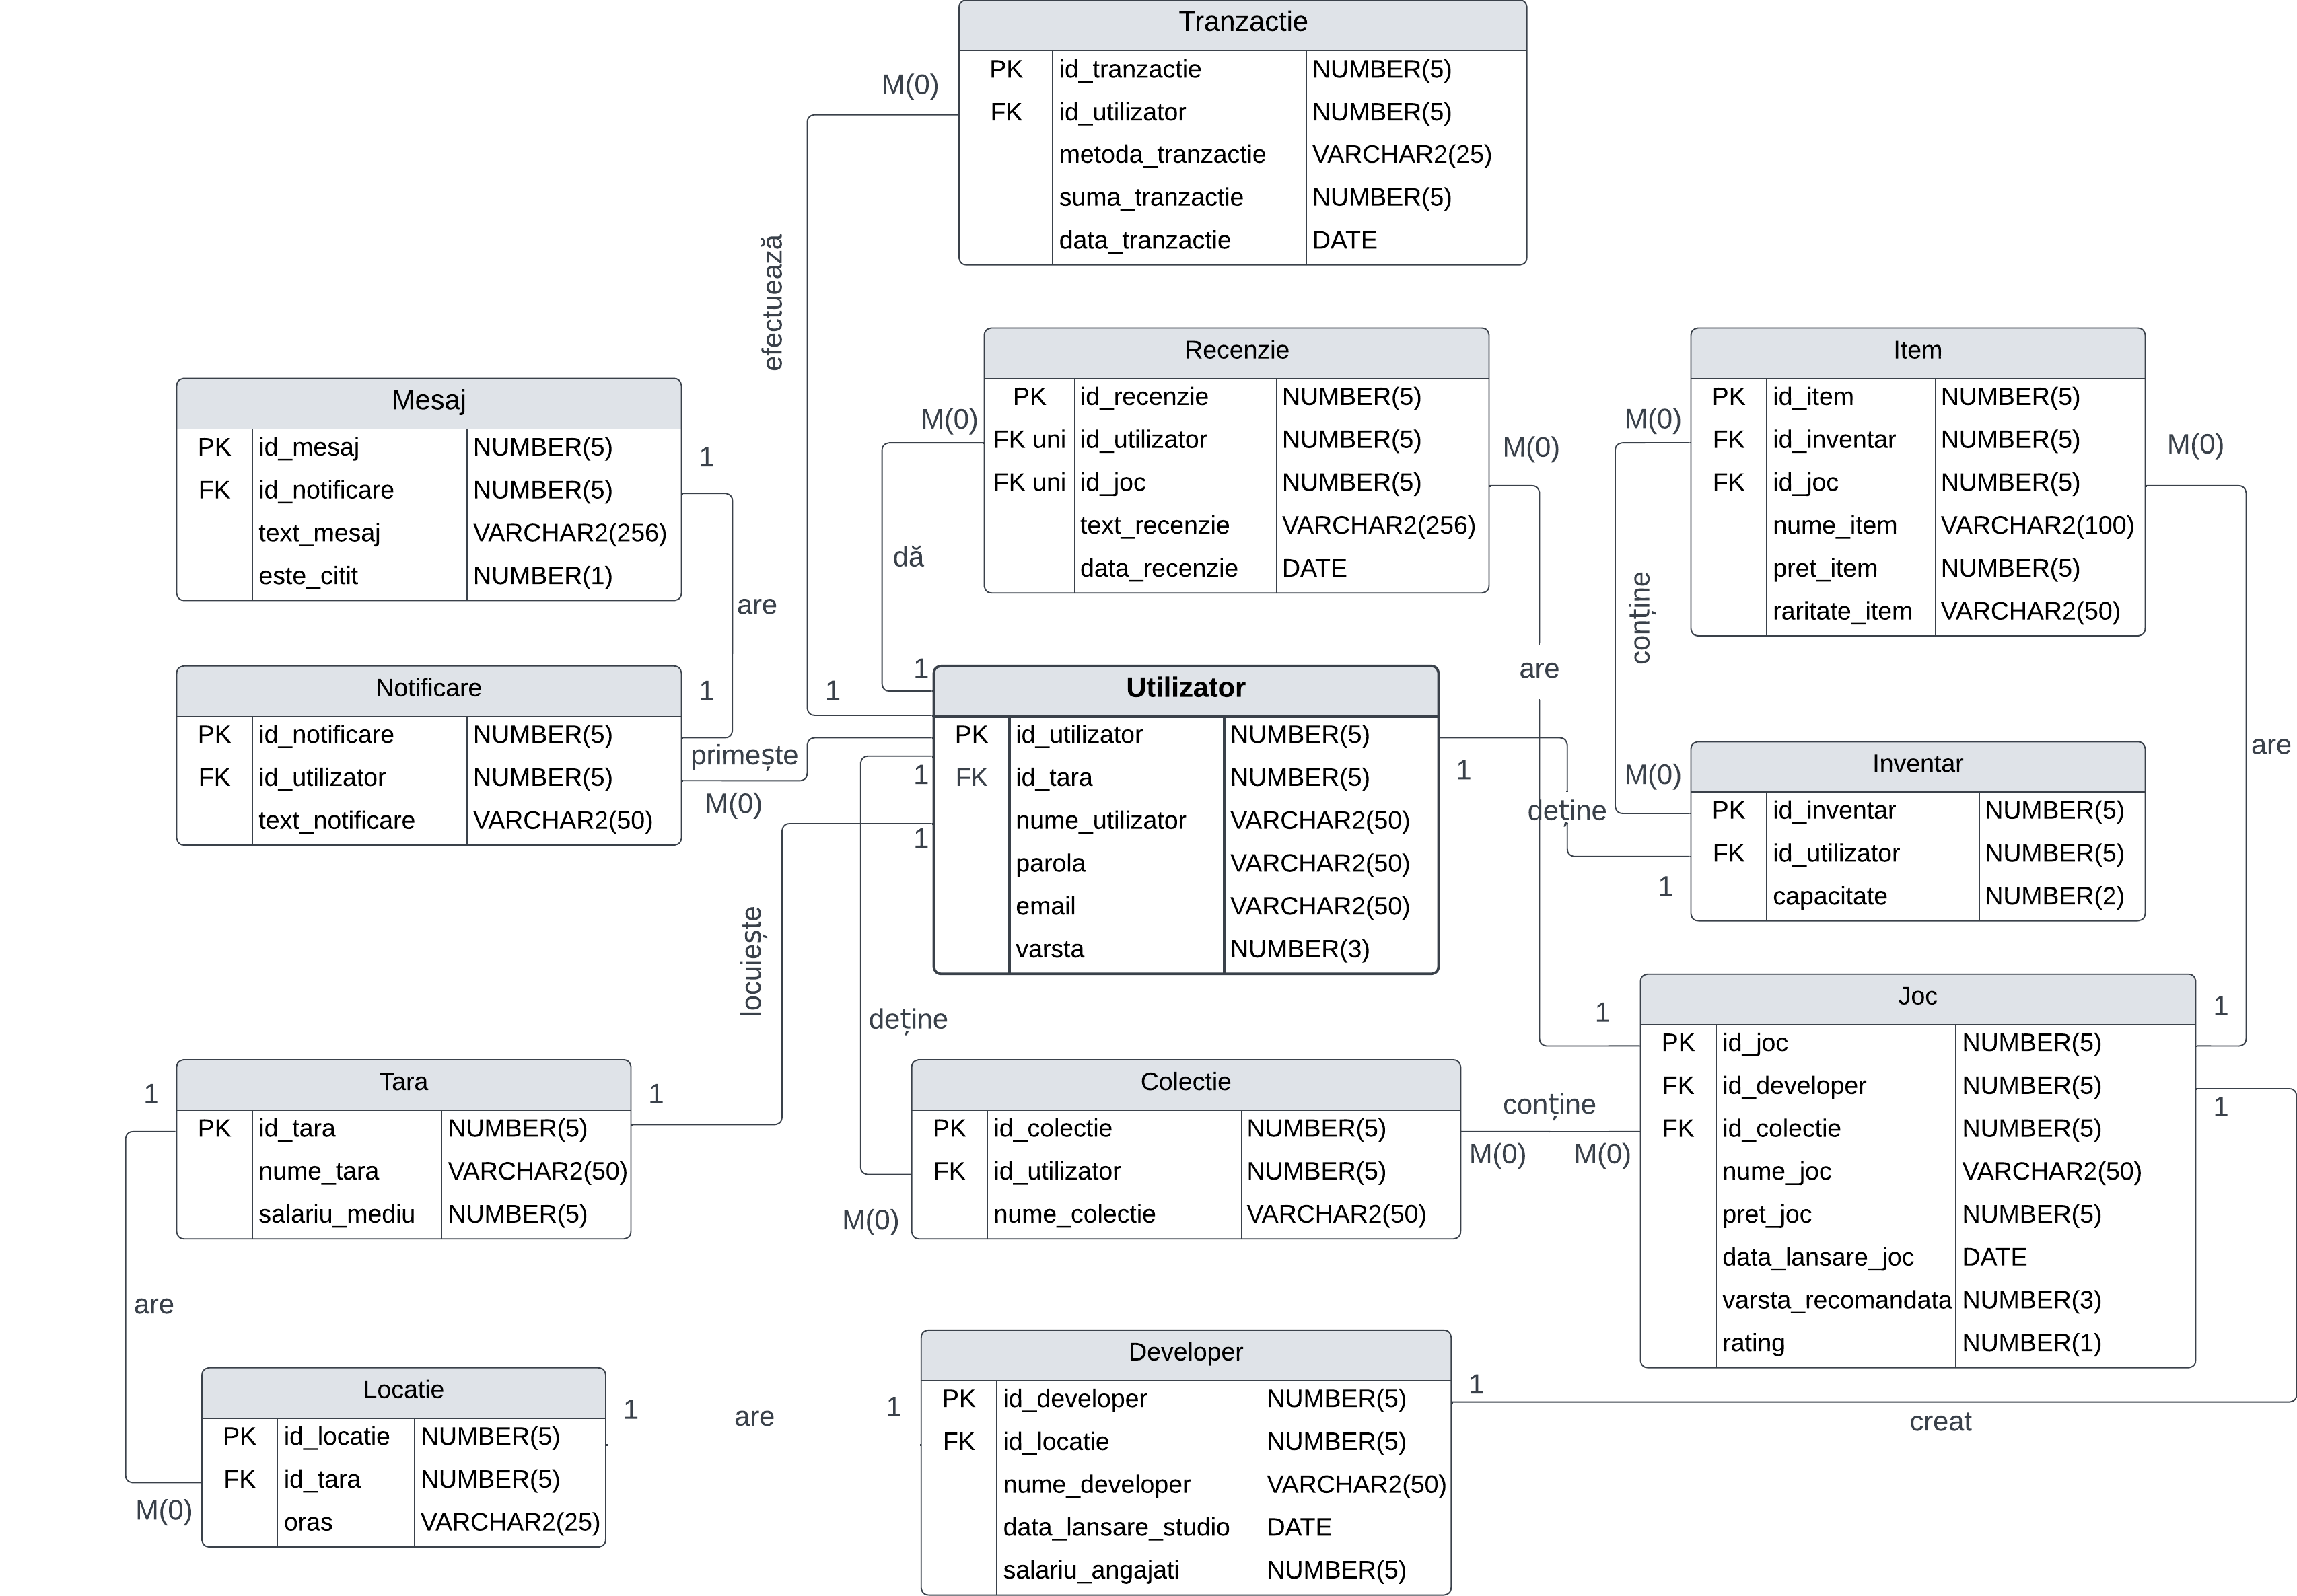 Tranzactie
PK id_tranzactie NUMBER(5)
FK id_utilizator NUMBER(5)
metoda_tranzactie VARCHAR2(25)
suma_tranzactie NUMBER(5)
data_tranzactie DATE
M(0)
efectuează
1
Recenzie
PK id_recenzie NUMBER(5)
FK uni id_utilizator NUMBER(5)
FK uni id_joc NUMBER(5)
text_recenzie VARCHAR2(256)
data_recenzie DATE
M(0)
dă
1
M(0)
are
1
Item
PK id_item NUMBER(5)
FK id_inventar NUMBER(5)
FK id_joc NUMBER(5)
nume_item VARCHAR2(100)
pret_item NUMBER(5)
raritate_item VARCHAR2(50)
M(0)
conține
M(0)
M(0)
are
1
Mesaj
PK id_mesaj NUMBER(5)
FK id_notificare NUMBER(5)
text_mesaj VARCHAR2(256)
este_citit NUMBER(1)
1
are
1
Notificare
PK id_notificare NUMBER(5)
FK id_utilizator NUMBER(5)
text_notificare VARCHAR2(50)
primește
M(0)
Utilizator
PK id_utilizator NUMBER(5)
FK id_tara NUMBER(5)
nume_utilizator VARCHAR2(50)
parola VARCHAR2(50)
email VARCHAR2(50)
varsta NUMBER(3)
1
1
1
deține
1
Inventar
PK id_inventar NUMBER(5)
FK id_utilizator NUMBER(5)
capacitate NUMBER(2)
locuiește
1
deține
M(0)
Tara
PK id_tara NUMBER(5)
nume_tara VARCHAR2(50)
salariu_mediu NUMBER(5)
1
are
M(0)
Colectie
PK id_colectie NUMBER(5)
FK id_utilizator NUMBER(5)
nume_colectie VARCHAR2(50)
conține
M(0) M(0)
Joc
PK id_joc NUMBER(5)
FK id_developer NUMBER(5)
FK id_colectie NUMBER(5)
nume_joc VARCHAR2(50)
pret_joc NUMBER(5)
data_lansare_joc DATE
varsta_recomandata NUMBER(3)
rating NUMBER(1)
1
Locatie
PK id_locatie NUMBER(5)
FK id_tara NUMBER(5)
oras VARCHAR2(25)
1 are 1
Developer
PK id_developer NUMBER(5)
FK id_locatie NUMBER(5)
nume_developer VARCHAR2(50)
data_lansare_studio DATE
salariu_angajati NUMBER(5)
1
creat